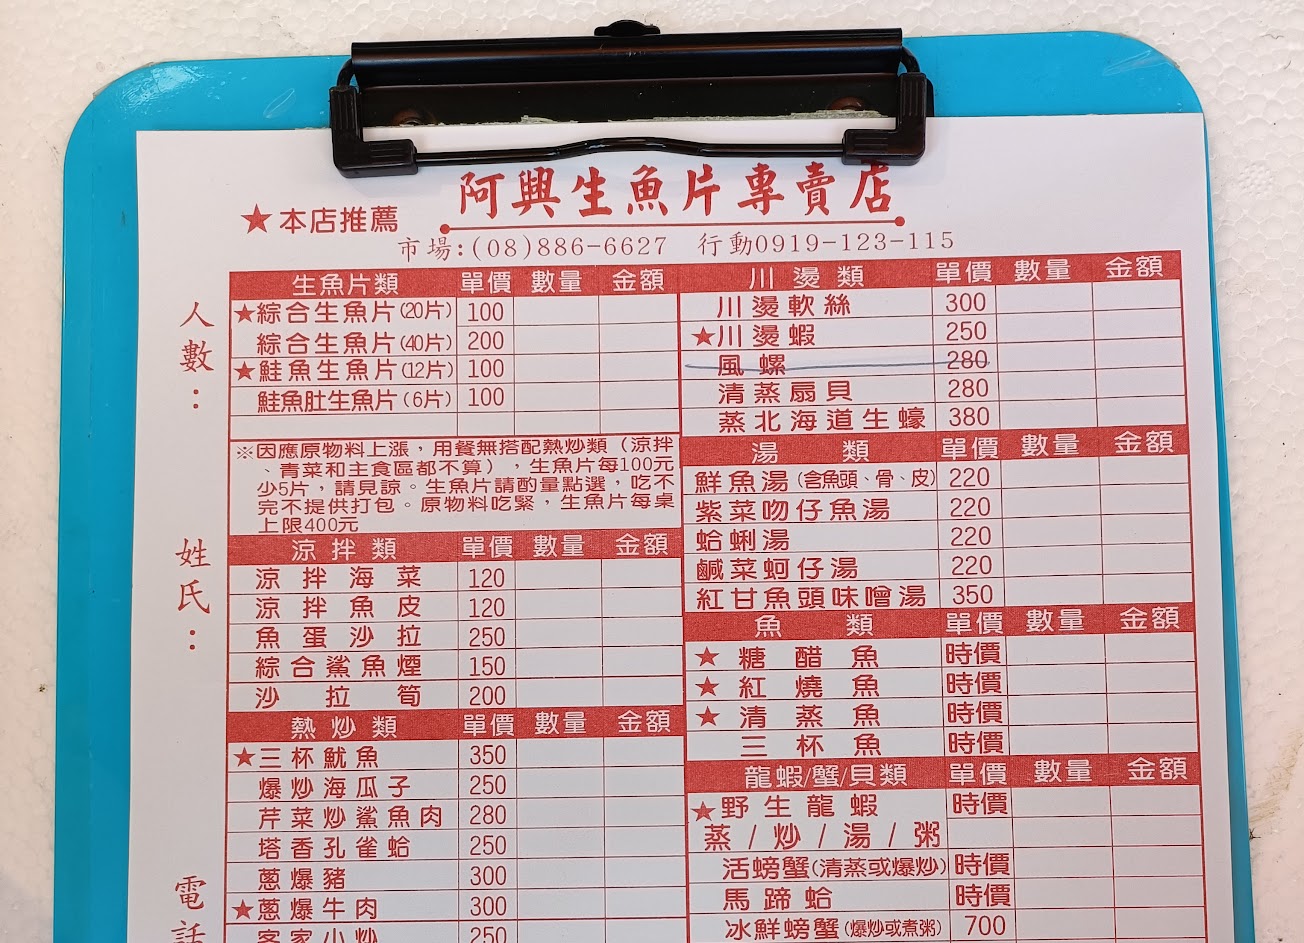 阿興生魚片專賣店
★本店推薦
市場:(08)886-6627 行動0919-123-115
人數：
姓氏：
電話
生魚片類 單價 數量 金額
★綜合生魚片(20片) 100
綜合生魚片(40片) 200
★鮭魚生魚片(12片) 100
鮭魚肚生魚片(6片) 100
※因應原物料上漲，用餐無搭配熱炒類（涼拌
、青菜和主食區都不算），生魚片每100元
少5片，請見諒。生魚片請酌量點選，吃不
完不提供打包。原物料吃緊，生魚片每桌
上限400元
涼拌類 單價 數量 金額
涼拌海菜 120
涼拌魚皮 120
魚蛋沙拉 250
綜合鯊魚煙 150
沙拉筍 200
熱炒類 單價 數量 金額
★三杯魷魚 350
爆炒海瓜子 250
芹菜炒鯊魚肉 280
塔香孔雀蛤 250
蔥爆豬 300
★蔥爆牛肉 300
客家小炒 250
川燙類 單價 數量 金額
川燙軟絲 300
★川燙蝦 250
風螺 280
清蒸扇貝 280
蒸北海道生蠔 380
湯類 單價 數量 金額
鮮魚湯(含魚頭、骨、皮) 220
紫菜吻仔魚湯 220
蛤蜊湯 220
鹹菜蚵仔湯 220
紅甘魚頭味噌湯 350
魚類 單價 數量 金額
★糖醋魚 時價
★紅燒魚 時價
★清蒸魚 時價
三杯魚 時價
龍蝦/蟹/貝類 單價 數量 金額
★野生龍蝦 時價
蒸/炒/湯/粥
活螃蟹(清蒸或爆炒) 時價
馬蹄蛤 時價
冰鮮螃蟹(爆炒或煮粥) 700